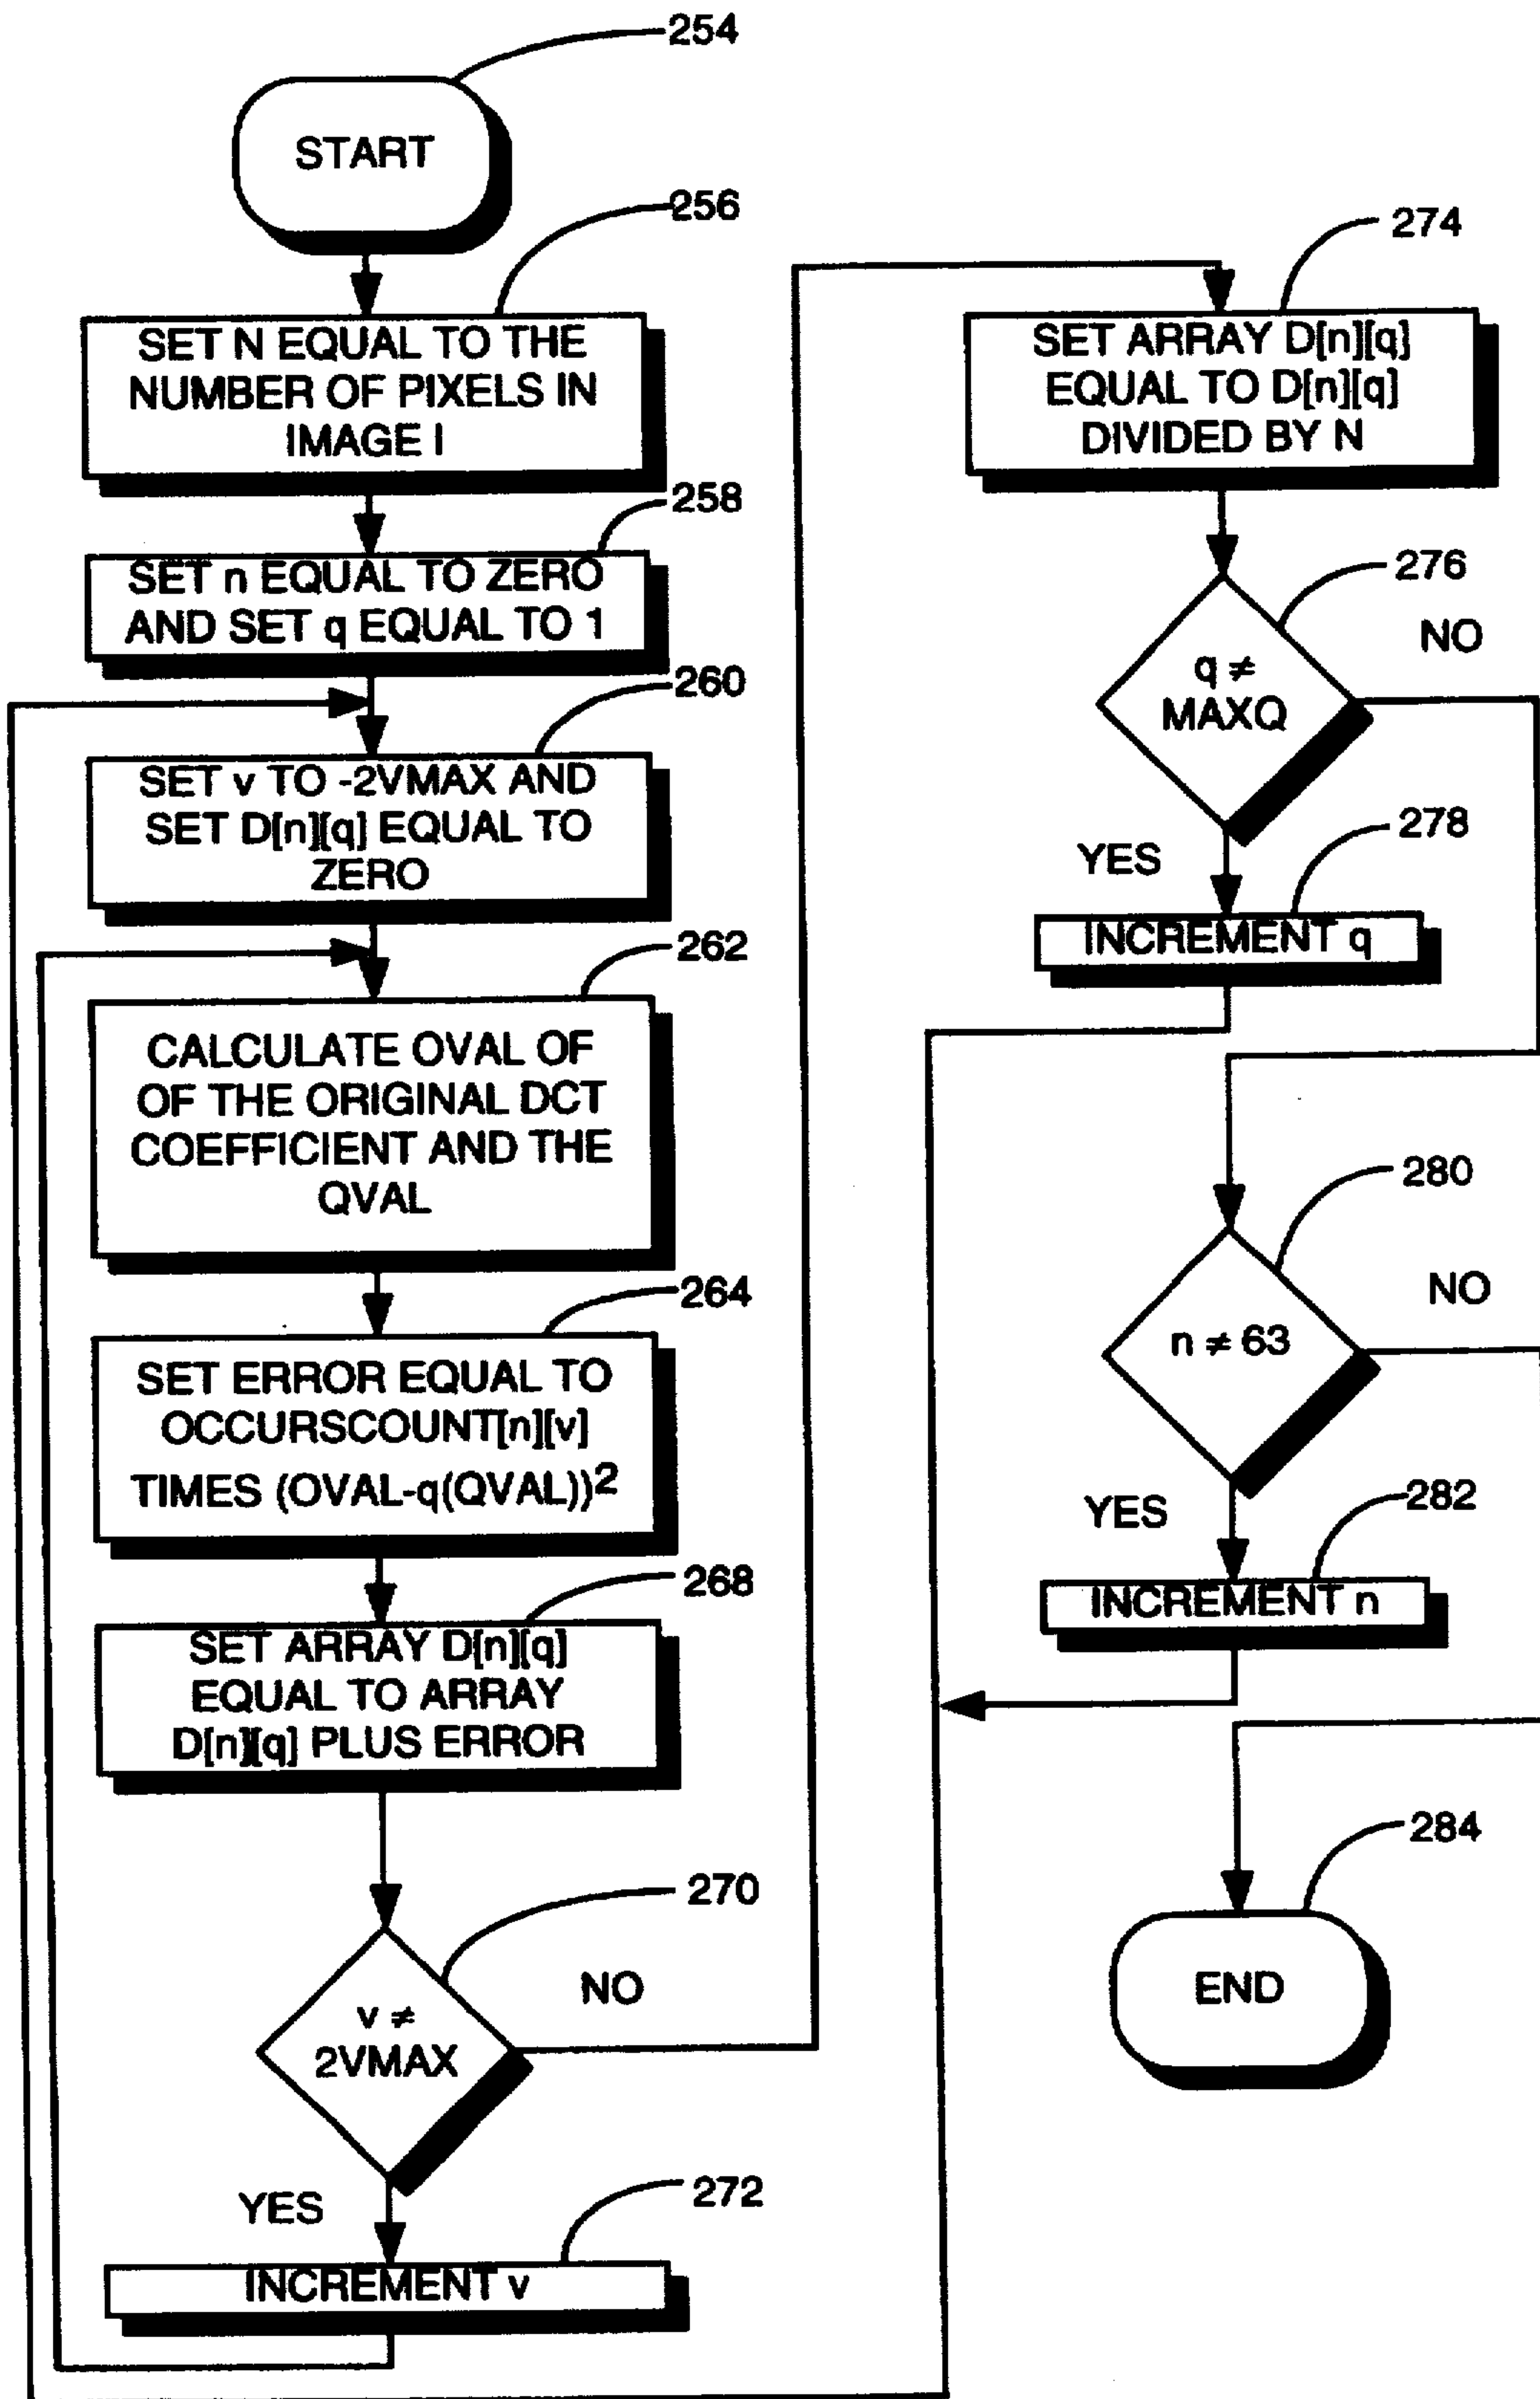 254
START
256
SET N EQUAL TO THE
NUMBER OF PIXELS IN
IMAGE I
258
SET n EQUAL TO ZERO
AND SET q EQUAL TO 1
260
SET v TO -2VMAX AND
SET D[n][q] EQUAL TO
ZERO
262
CALCULATE OVAL OF
OF THE ORIGINAL DCT
COEFFICIENT AND THE
QVAL
264
SET ERROR EQUAL TO
OCCURSCOUNT[n][v]
TIMES (OVAL-q(QVAL))²
268
SET ARRAY D[n][q]
EQUAL TO ARRAY
D[n][q] PLUS ERROR
270
v ≠
2VMAX
NO
YES
272
INCREMENT v
274
SET ARRAY D[n][q]
EQUAL TO D[n][q]
DIVIDED BY N
276
q ≠
MAXQ
NO
YES
278
INCREMENT q
280
n ≠ 63
NO
YES
282
INCREMENT n
284
END